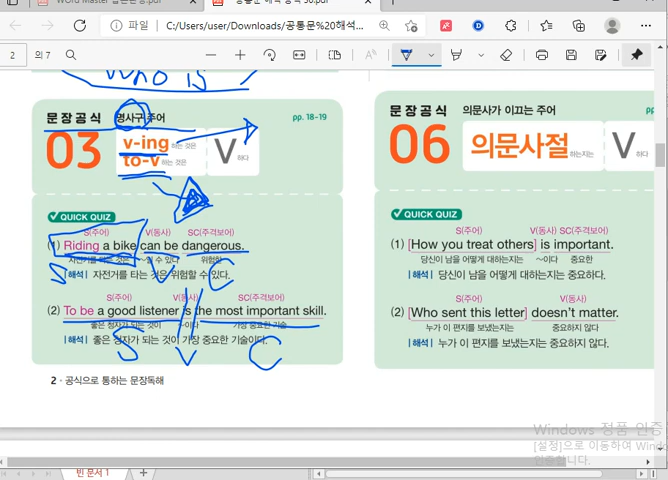 Word Master 실전훈련.pdf
파일
C:/Users/user/Downloads/공통문%20해석...
2
의 7
who is
문장공식
명사구 주어
pp. 18-19
03
v-ing 하는 것은
to-v 하는 것은
V 하다
QUICK QUIZ
S(주어) V(동사) SC(주격보어)
(1) Riding a bike can be dangerous.
자전거를 타는 것은 ~일 수 있다 위험한
S V C
|해석| 자전거를 타는 것은 위험할 수 있다.
S(주어) V(동사) SC(주격보어)
(2) To be a good listener is the most important skill.
좋은 청자가 되는 것이 ~이다 가장 중요한 기술
|해석| 좋은 청자가 되는 것이 가장 중요한 기술이다.
S V C
2 · 공식으로 통하는 문장독해
문장공식
의문사가 이끄는 주어
06
의문사절 하는지는
V 하다
QUICK QUIZ
S(주어) V(동사) SC(주격보어)
(1) [How you treat others] is important.
당신이 남을 어떻게 대하는지는 ~이다 중요한
|해석| 당신이 남을 어떻게 대하는지는 중요하다.
S(주어) V(동사)
(2) [Who sent this letter] doesn't matter.
누가 이 편지를 보냈는지는 중요하지 않다
|해석| 누가 이 편지를 보냈는지는 중요하지 않다.
Windows 정품 인증
[설정]으로 이동하여 Wind
인증합니다.
빈 문서 1